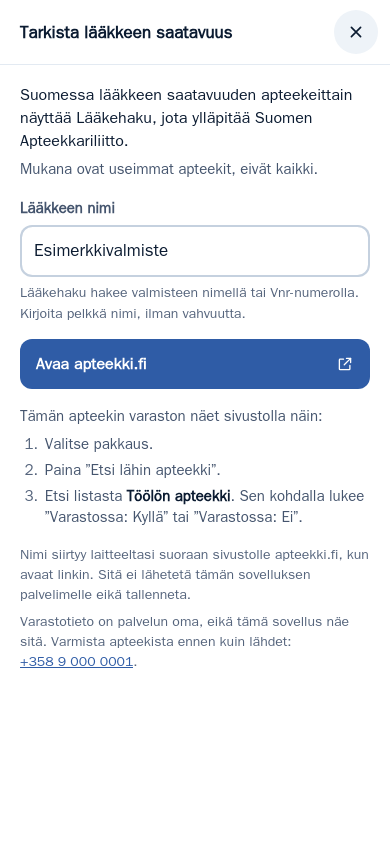 Tarkista lääkkeen saatavuus
Suomessa lääkkeen saatavuuden apteekeittain
näyttää Lääkehaku, jota ylläpitää Suomen
Apteekkariliitto.
Mukana ovat useimmat apteekit, eivät kaikki.
Lääkkeen nimi
Esimerkkivalmiste
Lääkehaku hakee valmisteen nimellä tai Vnr-numerolla.
Kirjoita pelkkä nimi, ilman vahvuutta.
Avaa apteekki.fi
Tämän apteekin varaston näet sivustolla näin:
1. Valitse pakkaus.
2. Paina ”Etsi lähin apteekki”.
3. Etsi listasta Töölön apteekki. Sen kohdalla lukee
”Varastossa: Kyllä” tai ”Varastossa: Ei”.
Nimi siirtyy laitteeltasi suoraan sivustolle apteekki.fi, kun
avaat linkin. Sitä ei lähetetä tämän sovelluksen
palvelimelle eikä tallenneta.
Varastotieto on palvelun oma, eikä tämä sovellus näe
sitä. Varmista apteekista ennen kuin lähdet:
+358 9 000 0001.